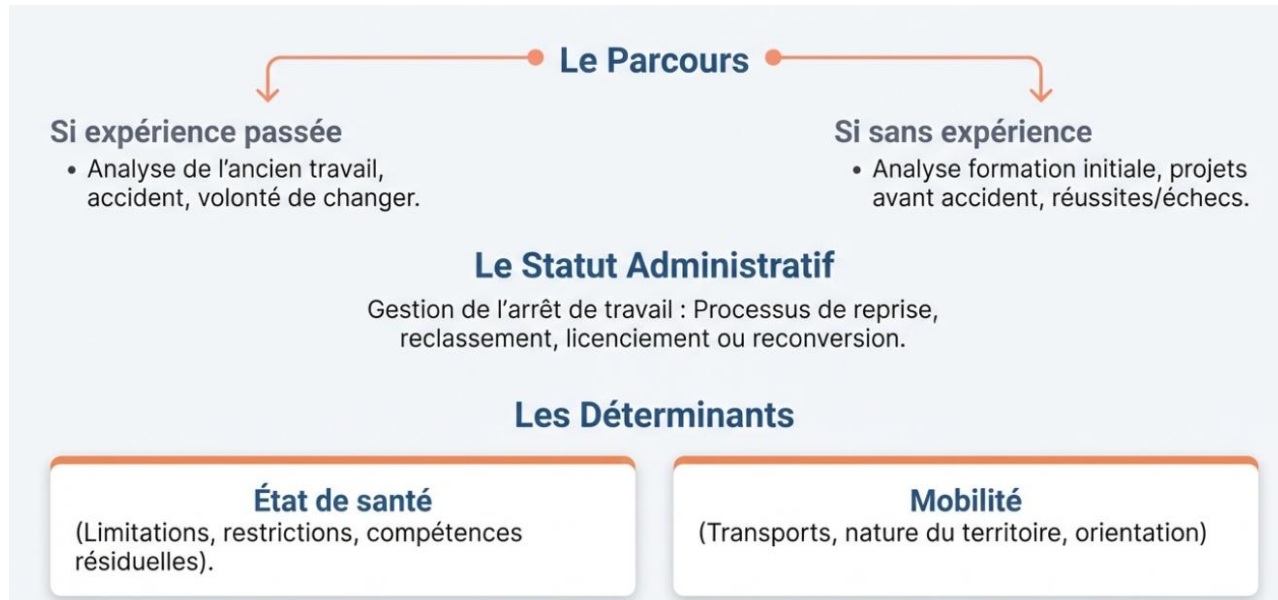 Le Parcours
Si expérience passée
• Analyse de l'ancien travail,
accident, volonté de changer.
Si sans expérience
• Analyse formation initiale, projets
avant accident, réussites/échecs.
Le Statut Administratif
Gestion de l'arrêt de travail : Processus de reprise,
reclassement, licenciement ou reconversion.
Les Déterminants
État de santé
(Limitations, restrictions, compétences
résiduelles).
Mobilité
(Transports, nature du territoire, orientation)